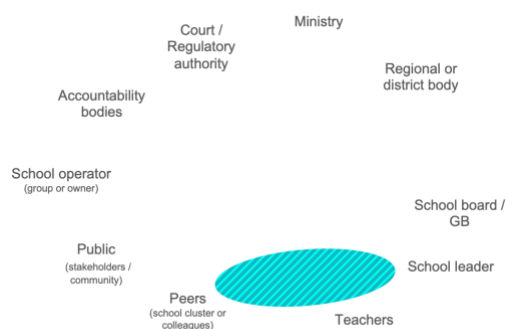 Ministry
Court /
Regulatory
authority
Regional or
district body
Accountability
bodies
School operator
(group or owner)
School board /
GB
Public
(stakeholders /
community)
School leader
Peers
(school cluster or
colleagues)
Teachers